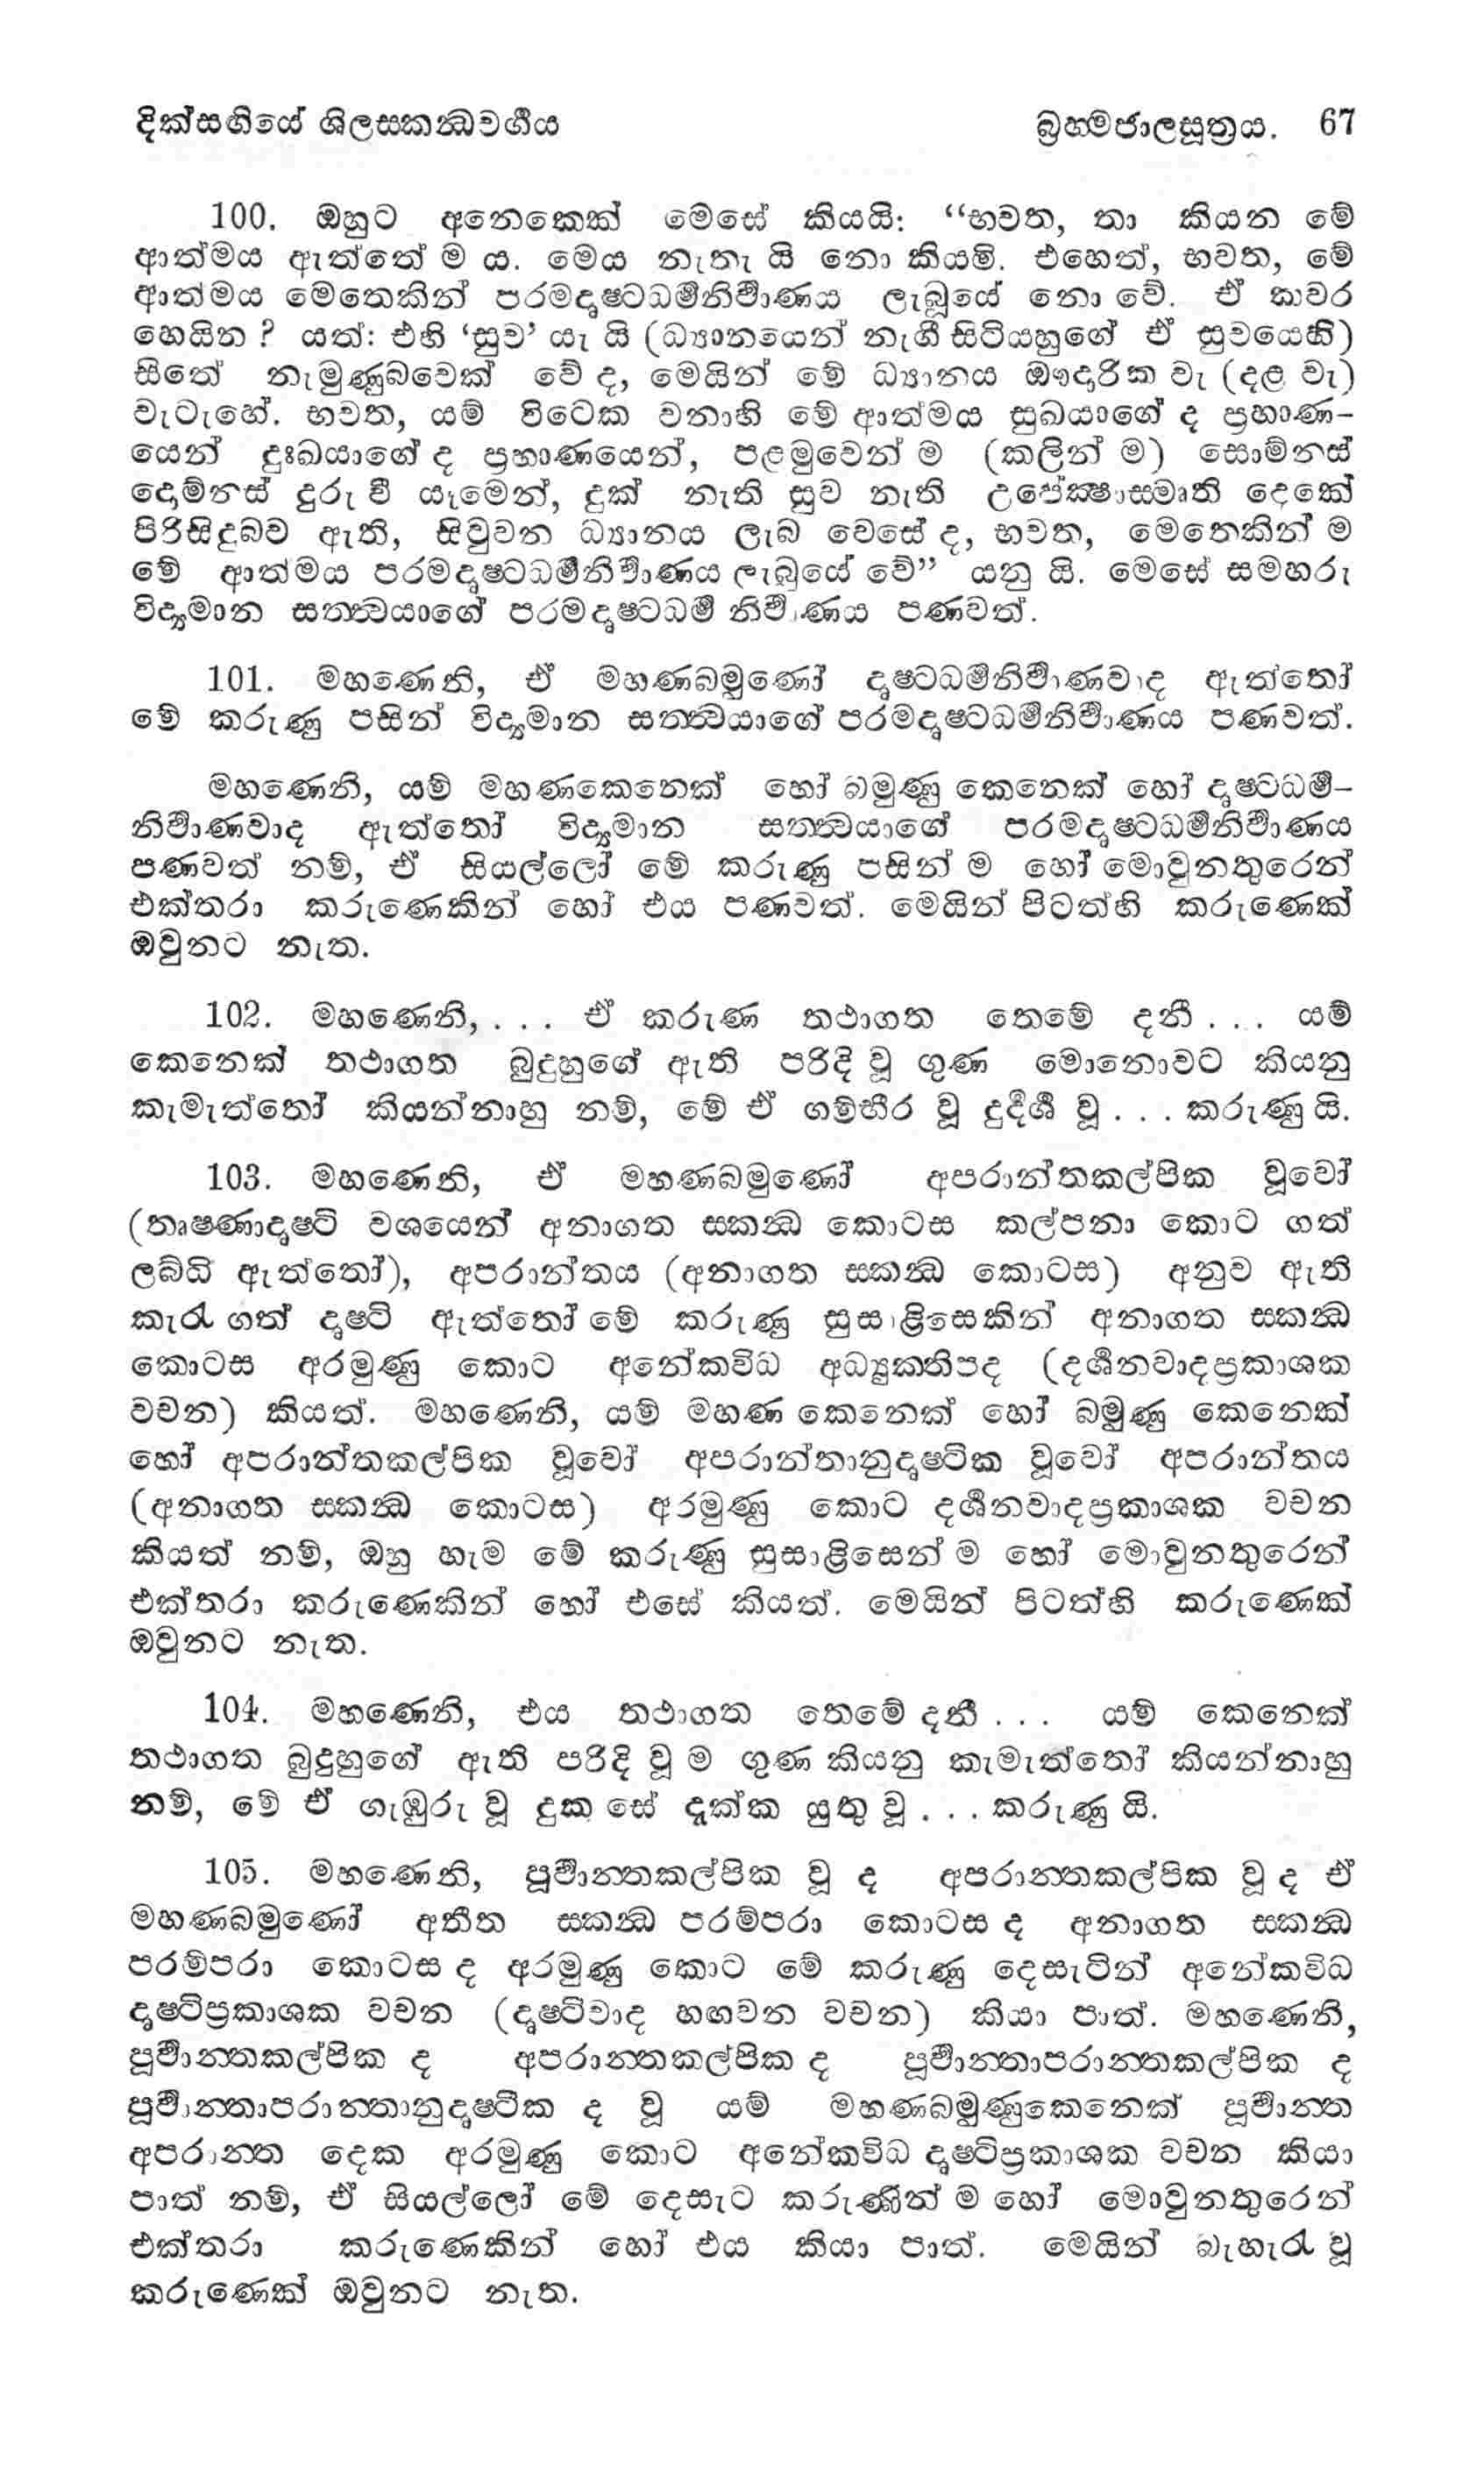 දික්සඟියේ ශීලස්කන්ධවර්ගය බ්‍රහ්මජාලසූත්‍රය. 67
100. ඔහුට අනෙකෙක් මෙසේ කියයි: “භවත, තා කියන මේ
ආත්මය ඇත්තේ ම ය. මෙය නැතැ යි නො කියමි. එහෙත්, භවත, මේ
ආත්මය මෙතෙකින් පරමදෘෂ්ටධර්මනිර්වාණය ලැබූයේ නො වේ. ඒ කවර
හෙයින? යත්: එහි ‘සුව’ යැ යි (ධ්‍යානයෙන් නැගී සිටියහුගේ ඒ සුවයෙහි)
සිතේ නැමුණුබවෙක් වේ ද, මෙයින් මේ ධ්‍යානය ඖදාරික වැ (දළ වැ)
වැටැහේ. භවත, යම් විටෙක වනාහි මේ ආත්මය සුඛයාගේ ද ප්‍රහාණ-
යෙන් දුඃඛයාගේ ද ප්‍රහාණයෙන්, පළමුවෙන් ම (කලින් ම) සොම්නස්
දොම්නස් දුරු වී යෑමෙන්, දුක් නැති සුව නැති උපේක්ෂාස්මෘති දෙකේ
පිරිසිදුබව ඇති, සිවුවන ධ්‍යානය ලැබ වෙසේ ද, භවත, මෙතෙකින් ම
මේ ආත්මය පරමදෘෂ්ටධර්මනිර්වාණය ලැබුයේ වේ” යනු යි. මෙසේ සමහරු
විද්‍යමාන සත්ත්වයාගේ පරමදෘෂ්ටධර්ම නිර්වාණය පණවත්.
101. මහණෙනි, ඒ මහණබමුණෝ දෘෂ්ටධර්මනිර්වාණවාද ඇත්තෝ
මේ කරුණු පසින් විද්‍යමාන සත්ත්වයාගේ පරමදෘෂ්ටධර්මනිර්වාණය පණවත්.
මහණෙනි, යම් මහණකෙනෙක් හෝ බමුණු කෙනෙක් හෝ දෘෂ්ටධර්ම-
නිර්වාණවාද ඇත්තෝ විද්‍යමාන සත්ත්වයාගේ පරමදෘෂ්ටධර්මනිර්වාණය
පණවත් නම්, ඒ සියල්ලෝ මේ කරුණු පසින් ම හෝ මොවුනතුරෙන්
එක්තරා කරුණෙකින් හෝ එය පණවත්. මෙයින් පිටත්හි කරුණෙක්
ඔවුනට නැත.
102. මහණෙනි, . . . ඒ කරුණ තථාගත තෙමේ දනී . . . යම්
කෙනෙක් තථාගත බුදුහුගේ ඇති පරිදි වූ ගුණ මොනොවට කියනු
කැමැත්තෝ කියන්නාහු නම්, මේ ඒ ගම්භීර වූ දුර්දර්ශ වූ . . . කරුණු යි.
103. මහණෙනි, ඒ මහණබමුණෝ අපරාන්තකල්පික වූවෝ
(තෘෂ්ණාදෘෂ්ටි වශයෙන් අනාගත ස්කන්ධ කොටස කල්පනා කොට ගත්
ලබ්ධි ඇත්තෝ), අපරාන්තය (අනාගත ස්කන්ධ කොටස) අනුව ඇති
කැරැ ගත් දෘෂ්ටි ඇත්තෝ මේ කරුණු සුසාළිසෙකින් අනාගත ස්කන්ධ
කොටස අරමුණු කොට අනේකවිධ අධ්‍යුක්තිපද (දර්ශනවාදප්‍රකාශක
වචන) කියත්. මහණෙනි, යම් මහණ කෙනෙක් හෝ බමුණු කෙනෙක්
හෝ අපරාන්තකල්පික වූවෝ අපරාන්තානුදෘෂ්ටික වූවෝ අපරාන්තය
(අනාගත ස්කන්ධ කොටස) අරමුණු කොට දර්ශනවාදප්‍රකාශක වචන
කියත් නම්, ඔහු හැම මේ කරුණු සුසාළිසෙන් ම හෝ මොවුනතුරෙන්
එක්තරා කරුණෙකින් හෝ එසේ කියත්. මෙයින් පිටත්හි කරුණෙක්
ඔවුනට නැත.
104. මහණෙනි, එය තථාගත තෙමේ දනී . . . යම් කෙනෙක්
තථාගත බුදුහුගේ ඇති පරිදි වූ ම ගුණ කියනු කැමැත්තෝ කියන්නාහු
නම්, මේ ඒ ගැඹුරු වූ දුක සේ දැක්ක යුතු වූ . . . කරුණු යි.
105. මහණෙනි, පූර්වාන්තකල්පික වූ ද අපරාන්තකල්පික වූ ද ඒ
මහණබමුණෝ අතීත ස්කන්ධ පරම්පරා කොටස ද අනාගත ස්කන්ධ
පරම්පරා කොටස ද අරමුණු කොට මේ කරුණු දෙසැටින් අනේකවිධ
දෘෂ්ටිප්‍රකාශක වචන (දෘෂ්ටිවාද හඟවන වචන) කියා පාත්. මහණෙනි,
පූර්වාන්තකල්පික ද අපරාන්තකල්පික ද පූර්වාන්තාපරාන්තකල්පික ද
පූර්වාන්තාපරාන්තානුදෘෂ්ටික ද වූ යම් මහණබමුණුකෙනෙක් පූර්වාන්ත
අපරාන්ත දෙක අරමුණු කොට අනේකවිධ දෘෂ්ටිප්‍රකාශක වචන කියා
පාත් නම්, ඒ සියල්ලෝ මේ දෙසැට කරුණින් ම හෝ මොවුනතුරෙන්
එක්තරා කරුණෙකින් හෝ එය කියා පාත්. මෙයින් බැහැරැ වූ
කරුණෙක් ඔවුනට නැත.